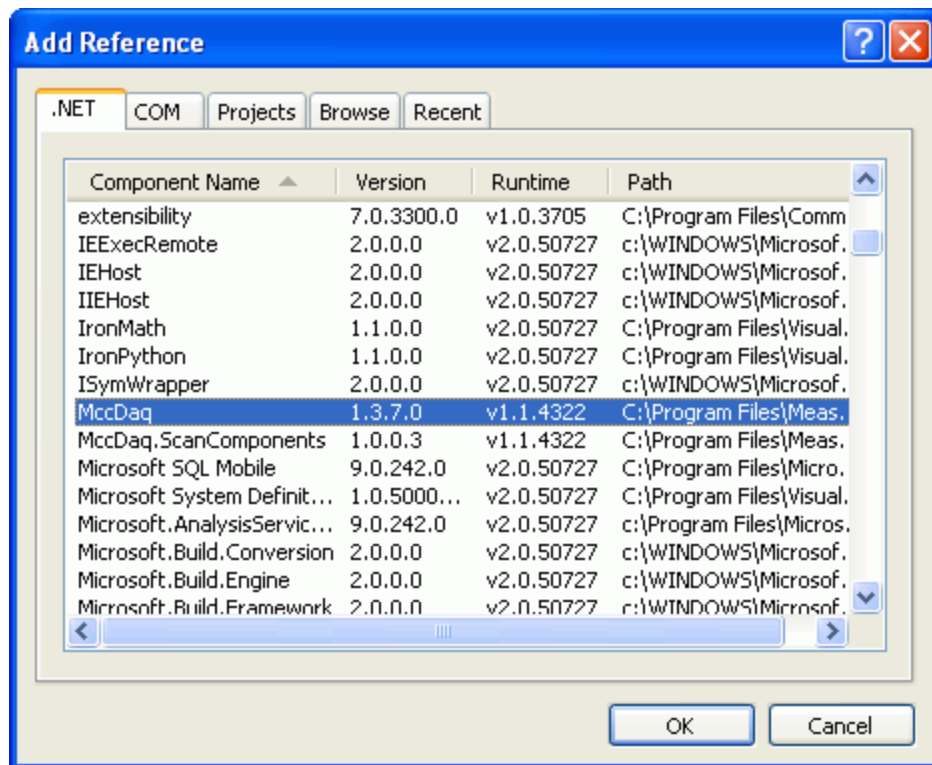 Add Reference
.NET COM Projects Browse Recent
Component Name Version Runtime Path
extensibility 7.0.3300.0 v1.0.3705 C:\Program Files\Comm
IEExecRemote 2.0.0.0 v2.0.50727 c:\WINDOWS\Microsof.
IEHost 2.0.0.0 v2.0.50727 c:\WINDOWS\Microsof.
IIEHost 2.0.0.0 v2.0.50727 c:\WINDOWS\Microsof.
IronMath 1.1.0.0 v2.0.50727 C:\Program Files\Visual.
IronPython 1.1.0.0 v2.0.50727 C:\Program Files\Visual.
ISymWrapper 2.0.0.0 v2.0.50727 c:\WINDOWS\Microsof.
MccDaq 1.3.7.0 v1.1.4322 C:\Program Files\Meas.
MccDaq.ScanComponents 1.0.0.3 v1.1.4322 C:\Program Files\Meas.
Microsoft SQL Mobile 9.0.242.0 v2.0.50727 C:\Program Files\Micro.
Microsoft System Definit... 1.0.5000... v2.0.50727 C:\Program Files\Visual.
Microsoft.AnalysisServic... 9.0.242.0 v2.0.50727 c:\Program Files\Micros.
Microsoft.Build.Conversion 2.0.0.0 v2.0.50727 c:\WINDOWS\Microsof.
Microsoft.Build.Engine 2.0.0.0 v2.0.50727 c:\WINDOWS\Microsof.
Microsoft.Build.Framework 2.0.0.0 v2.0.50727 c:\WINDOWS\Microsof.
OK Cancel